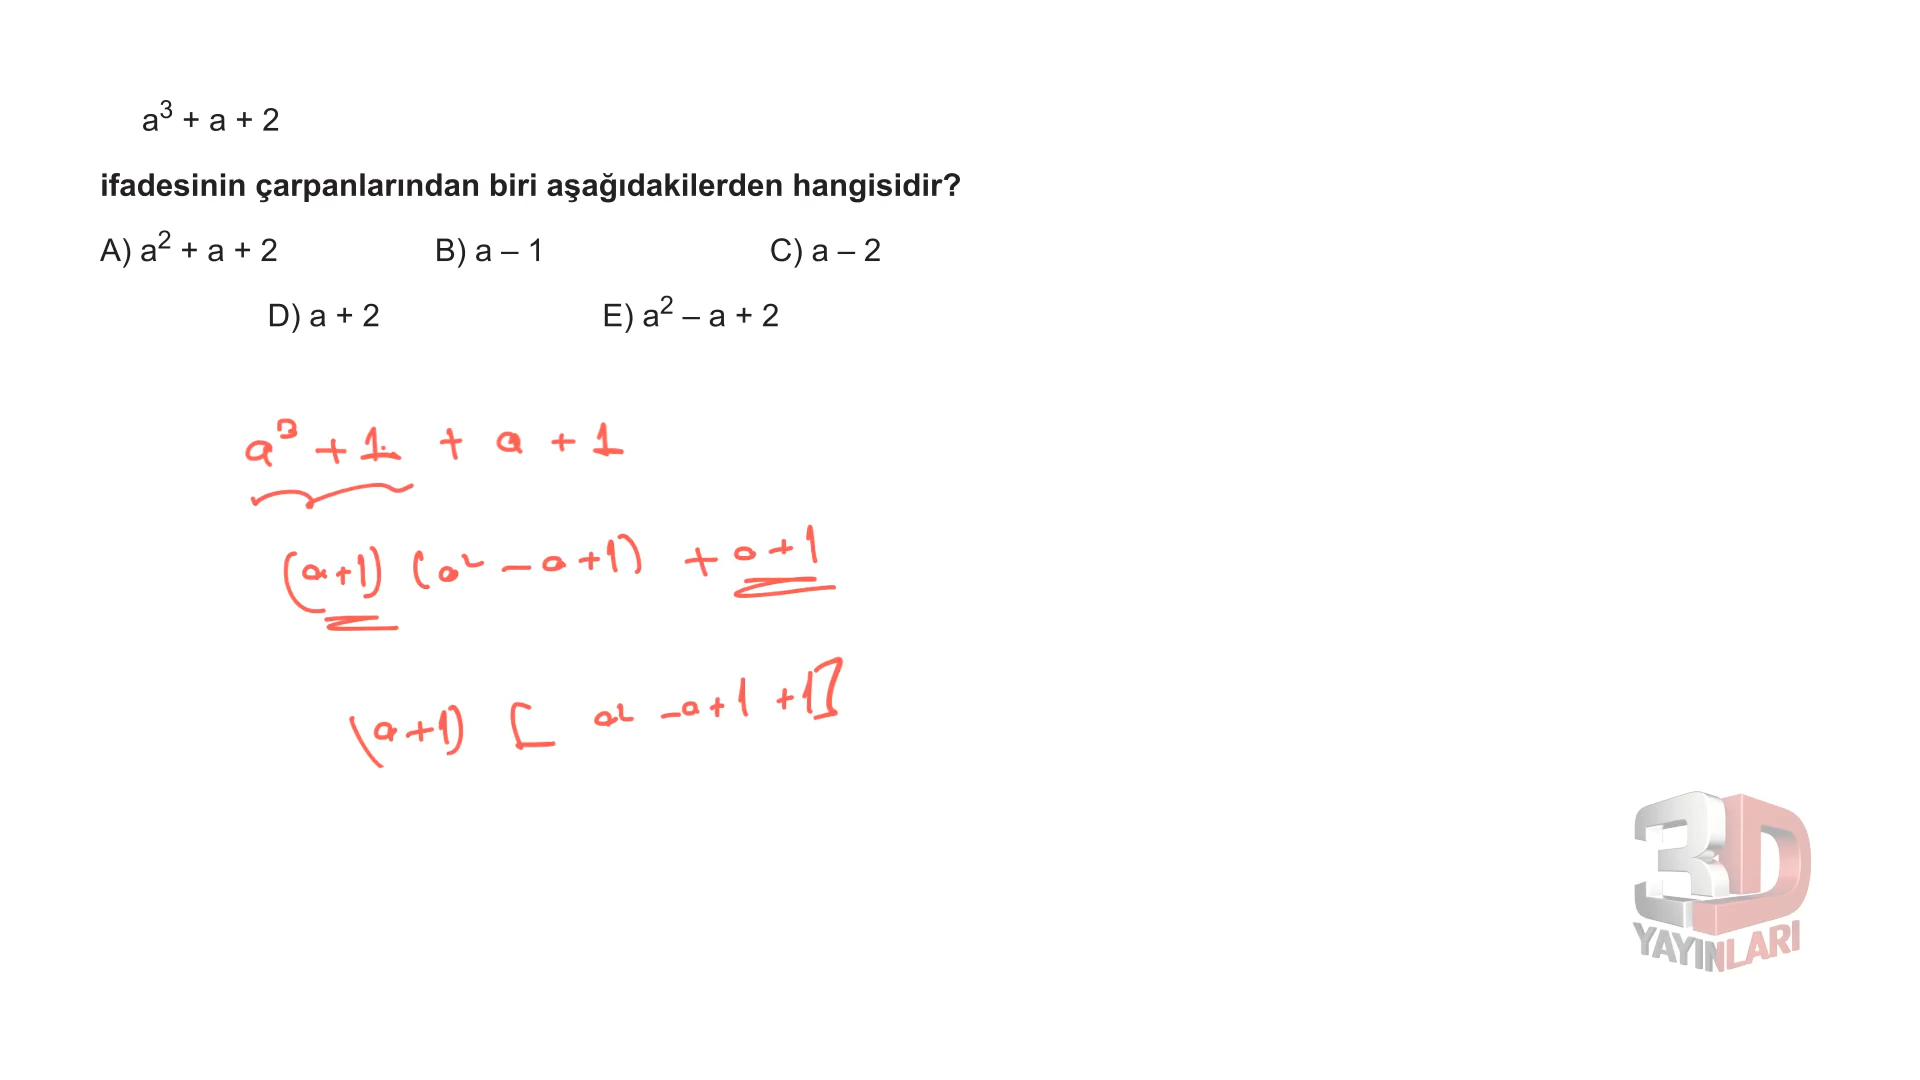 a³ + a + 2
ifadesinin çarpanlarından biri aşağıdakilerden hangisidir?
A) a² + a + 2 B) a – 1 C) a – 2
D) a + 2 E) a² – a + 2
a³ + 1 + a + 1
(a+1) (a² – a + 1) + a + 1
(a+1) [ a² – a + 1 + 1]
3D
YAYINLARI